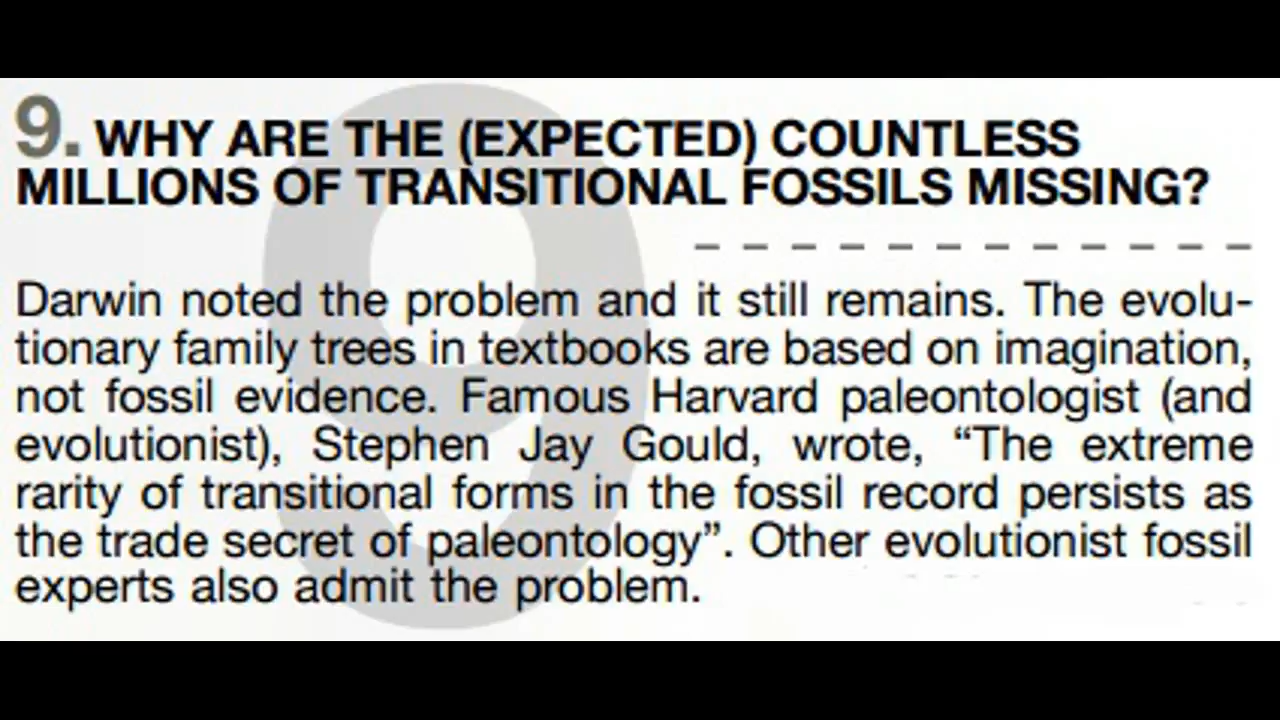 9. WHY ARE THE (EXPECTED) COUNTLESS
MILLIONS OF TRANSITIONAL FOSSILS MISSING?
Darwin noted the problem and it still remains. The evolu-
tionary family trees in textbooks are based on imagination,
not fossil evidence. Famous Harvard paleontologist (and
evolutionist), Stephen Jay Gould, wrote, “The extreme
rarity of transitional forms in the fossil record persists as
the trade secret of paleontology”. Other evolutionist fossil
experts also admit the problem.